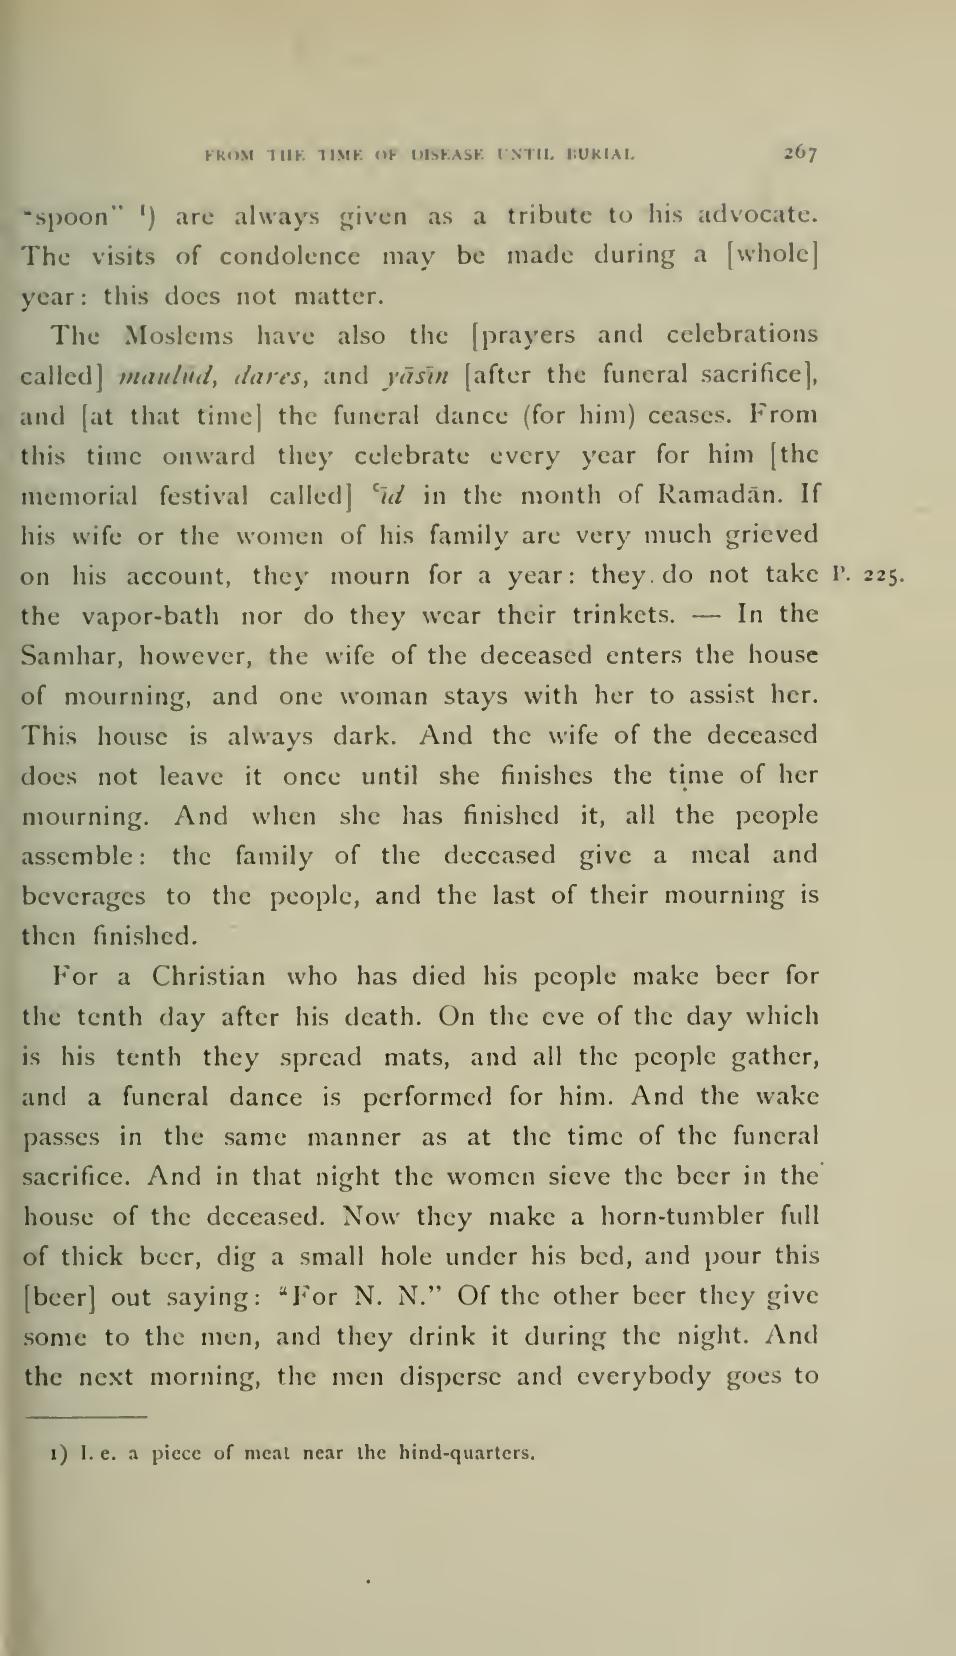 FROM THE TIME OF DISEASE UNTIL BURIAL 267
“spoon” 1) are always given as a tribute to his advocate.
The visits of condolence may be made during a [whole]
year: this does not matter.
The Moslems have also the [prayers and celebrations
called] maulūd, dares, and yāsīn [after the funeral sacrifice],
and [at that time] the funeral dance (for him) ceases. From
this time onward they celebrate every year for him [the
memorial festival called] ʿīd in the month of Ramadān. If
his wife or the women of his family are very much grieved
on his account, they mourn for a year: they do not take P. 225.
the vapor-bath nor do they wear their trinkets. — In the
Samhar, however, the wife of the deceased enters the house
of mourning, and one woman stays with her to assist her.
This house is always dark. And the wife of the deceased
does not leave it once until she finishes the time of her
mourning. And when she has finished it, all the people
assemble: the family of the deceased give a meal and
beverages to the people, and the last of their mourning is
then finished.
For a Christian who has died his people make beer for
the tenth day after his death. On the eve of the day which
is his tenth they spread mats, and all the people gather,
and a funeral dance is performed for him. And the wake
passes in the same manner as at the time of the funeral
sacrifice. And in that night the women sieve the beer in the
house of the deceased. Now they make a horn-tumbler full
of thick beer, dig a small hole under his bed, and pour this
[beer] out saying: “For N. N.” Of the other beer they give
some to the men, and they drink it during the night. And
the next morning, the men disperse and everybody goes to
1) I. e. a piece of meat near the hind-quarters.